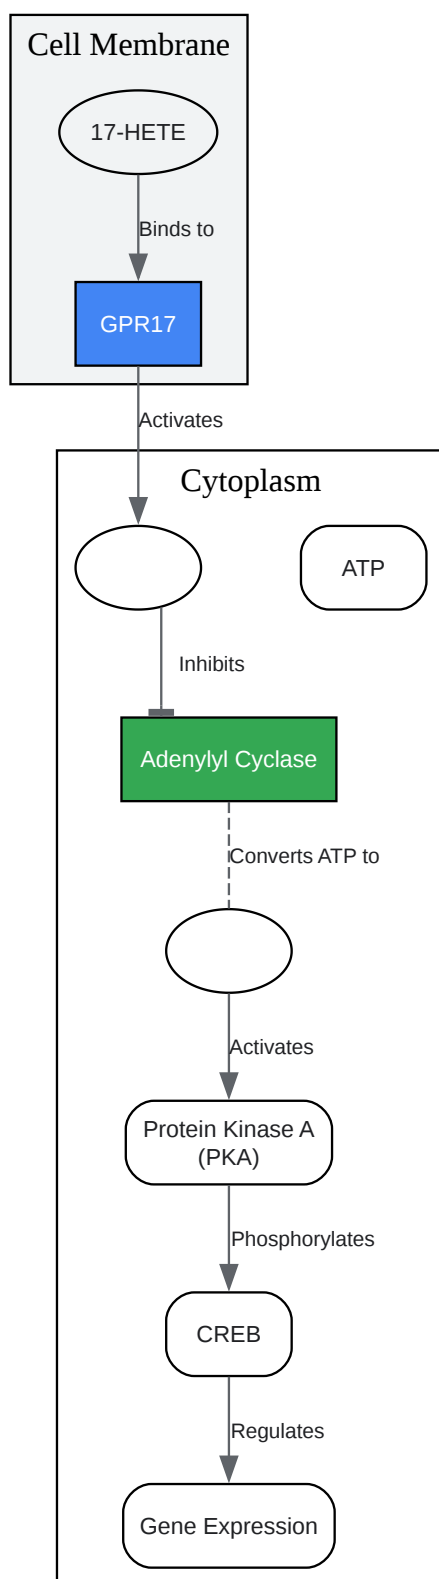 Cell Membrane
17-HETE
Binds to
GPR17
Activates
Cytoplasm
ATP
Inhibits
Adenylyl Cyclase
Converts ATP to
Activates
Protein Kinase A
(PKA)
Phosphorylates
CREB
Regulates
Gene Expression